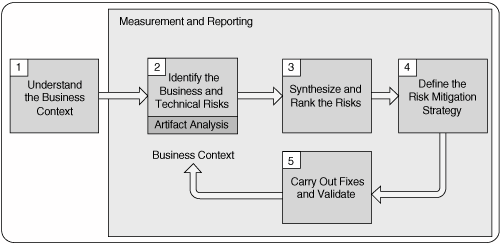 Measurement and Reporting
1
Understand
the Business
Context
2
Identify the
Business and
Technical Risks
Artifact Analysis
3
Synthesize and
Rank the Risks
4
Define the
Risk Mitigation
Strategy
Business Context
5
Carry Out Fixes
and Validate